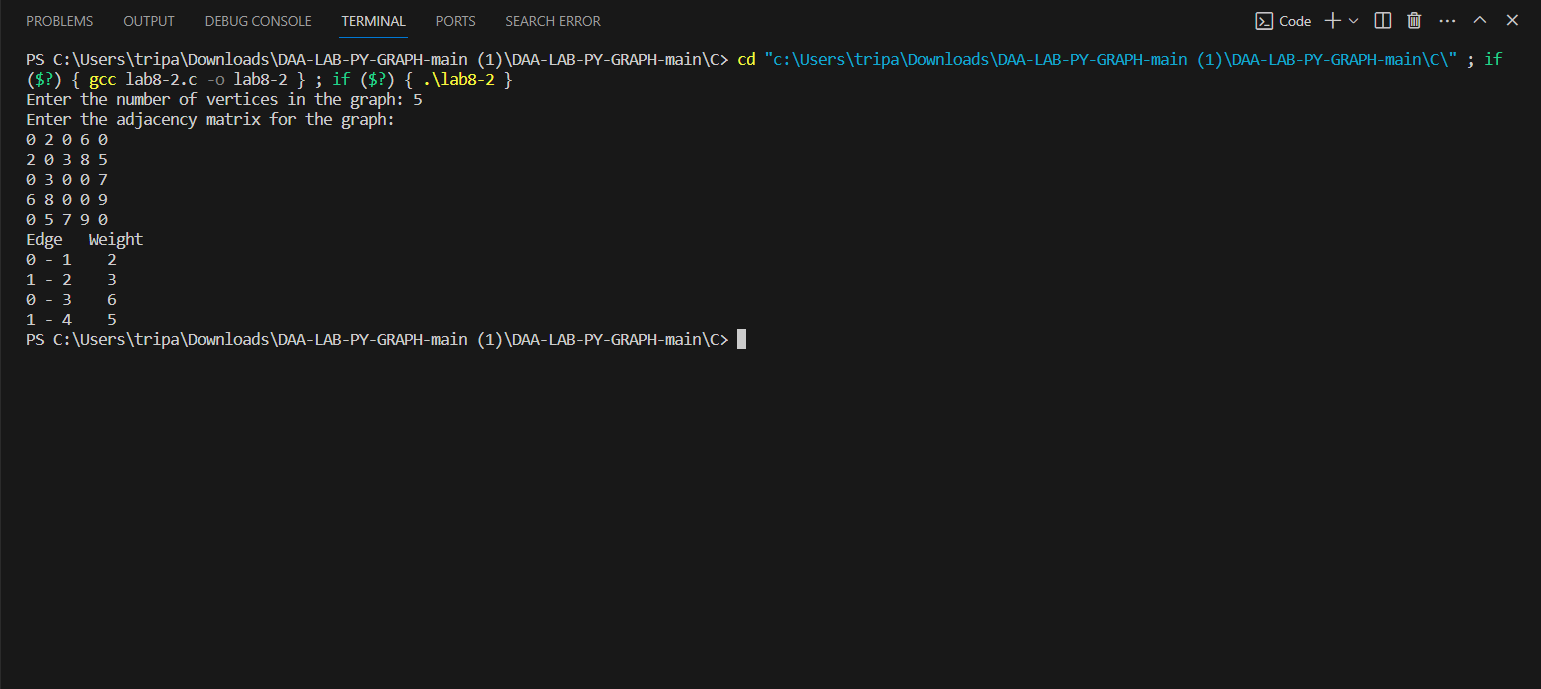 PROBLEMS OUTPUT DEBUG CONSOLE TERMINAL PORTS SEARCH ERROR Code
PS C:\Users\tripa\Downloads\DAA-LAB-PY-GRAPH-main (1)\DAA-LAB-PY-GRAPH-main\C> cd "c:\Users\tripa\Downloads\DAA-LAB-PY-GRAPH-main (1)\DAA-LAB-PY-GRAPH-main\C\" ; if
($?) { gcc lab8-2.c -o lab8-2 } ; if ($?) { .\lab8-2 }
Enter the number of vertices in the graph: 5
Enter the adjacency matrix for the graph:
0 2 0 6 0
2 0 3 8 5
0 3 0 0 7
6 8 0 0 9
0 5 7 9 0
Edge   Weight
0 - 1    2
1 - 2    3
0 - 3    6
1 - 4    5
PS C:\Users\tripa\Downloads\DAA-LAB-PY-GRAPH-main (1)\DAA-LAB-PY-GRAPH-main\C>